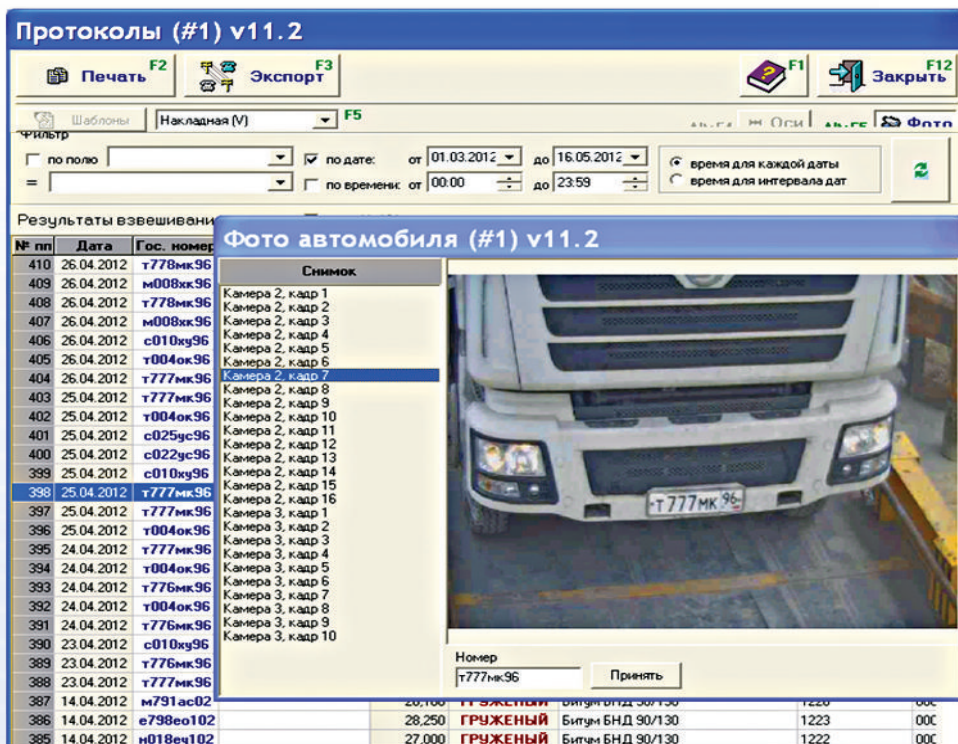 Протоколы (#1) v11.2
Печать F2 Экспорт F3 F1 Закрыть F12
Шаблоны Накладная (V) F5 Оси Фото
Фильтр
по полю по дате: от 01.03.2012 до 16.05.2012 время для каждой даты
= по времени: от 00:00 до 23:59 время для интервала дат
Результаты
№ пп Дата Гос. номер
410 26.04.2012 т778мк96
409 26.04.2012 м008хк96
408 26.04.2012 т778мк96
407 26.04.2012 м008хк96
406 26.04.2012 с010ху96
405 26.04.2012 т004ок96
404 26.04.2012 т777мк96
403 25.04.2012 т777мк96
402 25.04.2012 т004ок96
401 25.04.2012 с025ус96
400 25.04.2012 с022ус96
399 25.04.2012 с010ху96
398 25.04.2012 т777мк96
397 25.04.2012 т777мк96
396 25.04.2012 т004ок96
395 24.04.2012 т777мк96
394 24.04.2012 т004ок96
393 24.04.2012 т776мк96
392 24.04.2012 т004ок96
391 24.04.2012 т776мк96
390 23.04.2012 с010ху96
389 23.04.2012 т776мк96
388 23.04.2012 т777мк96
387 14.04.2012 м791ас02 ГРУЖЕНЫЙ Битум БНД 90/130
386 14.04.2012 е798ео102 28,250 ГРУЖЕНЫЙ Битум БНД 90/130 1223
385 14.04.2012 н018еч102 27,000 ГРУЖЕНЫЙ Битум БНД 90/130 1222
Фото автомобиля (#1) v11.2
Снимок
Камера 2, кадр 1
Камера 2, кадр 2
Камера 2, кадр 3
Камера 2, кадр 4
Камера 2, кадр 5
Камера 2, кадр 6
Камера 2, кадр 7
Камера 2, кадр 8
Камера 2, кадр 9
Камера 2, кадр 10
Камера 2, кадр 11
Камера 2, кадр 12
Камера 2, кадр 13
Камера 2, кадр 14
Камера 2, кадр 15
Камера 2, кадр 16
Камера 3, кадр 1
Камера 3, кадр 2
Камера 3, кадр 3
Камера 3, кадр 4
Камера 3, кадр 5
Камера 3, кадр 6
Камера 3, кадр 7
Камера 3, кадр 8
Камера 3, кадр 9
Камера 3, кадр 10
т777мк 96
Номер
т777мк96 Принять